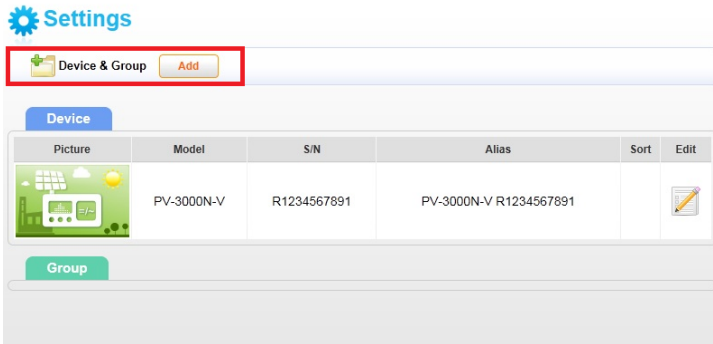 Settings
Device & Group Add
Device
Picture Model S/N Alias Sort Edit
PV-3000N-V R1234567891 PV-3000N-V R1234567891
Group